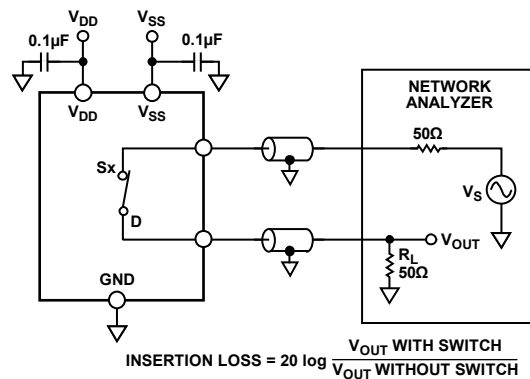 VDD
VSS
0.1µF
0.1µF
VDD
VSS
NETWORK
ANALYZER
50Ω
Sx
VS
D
VOUT
RL
50Ω
GND
INSERTION LOSS = 20 log VOUT WITH SWITCH
VOUT WITHOUT SWITCH